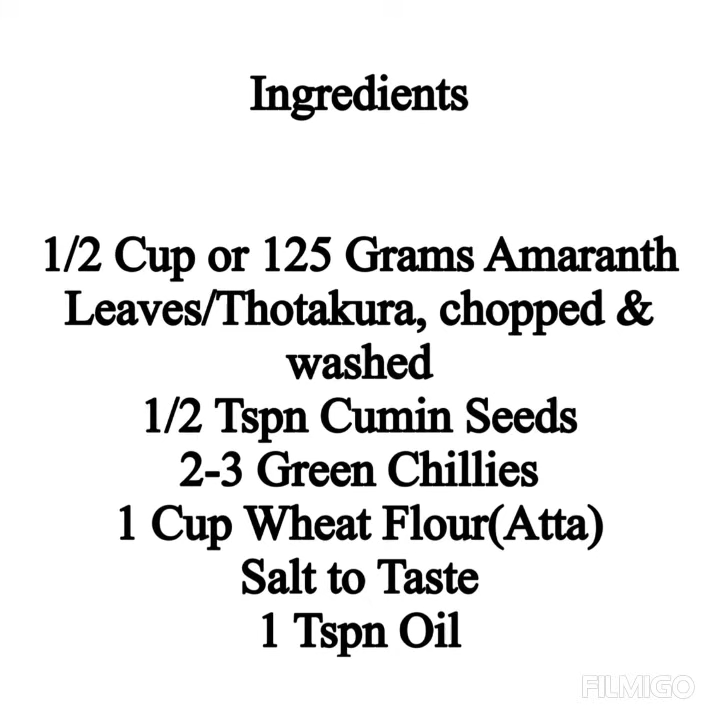 Ingredients
1/2 Cup or 125 Grams Amaranth
Leaves/Thotakura, chopped &
washed
1/2 Tspn Cumin Seeds
2-3 Green Chillies
1 Cup Wheat Flour(Atta)
Salt to Taste
1 Tspn Oil
FILMIGO